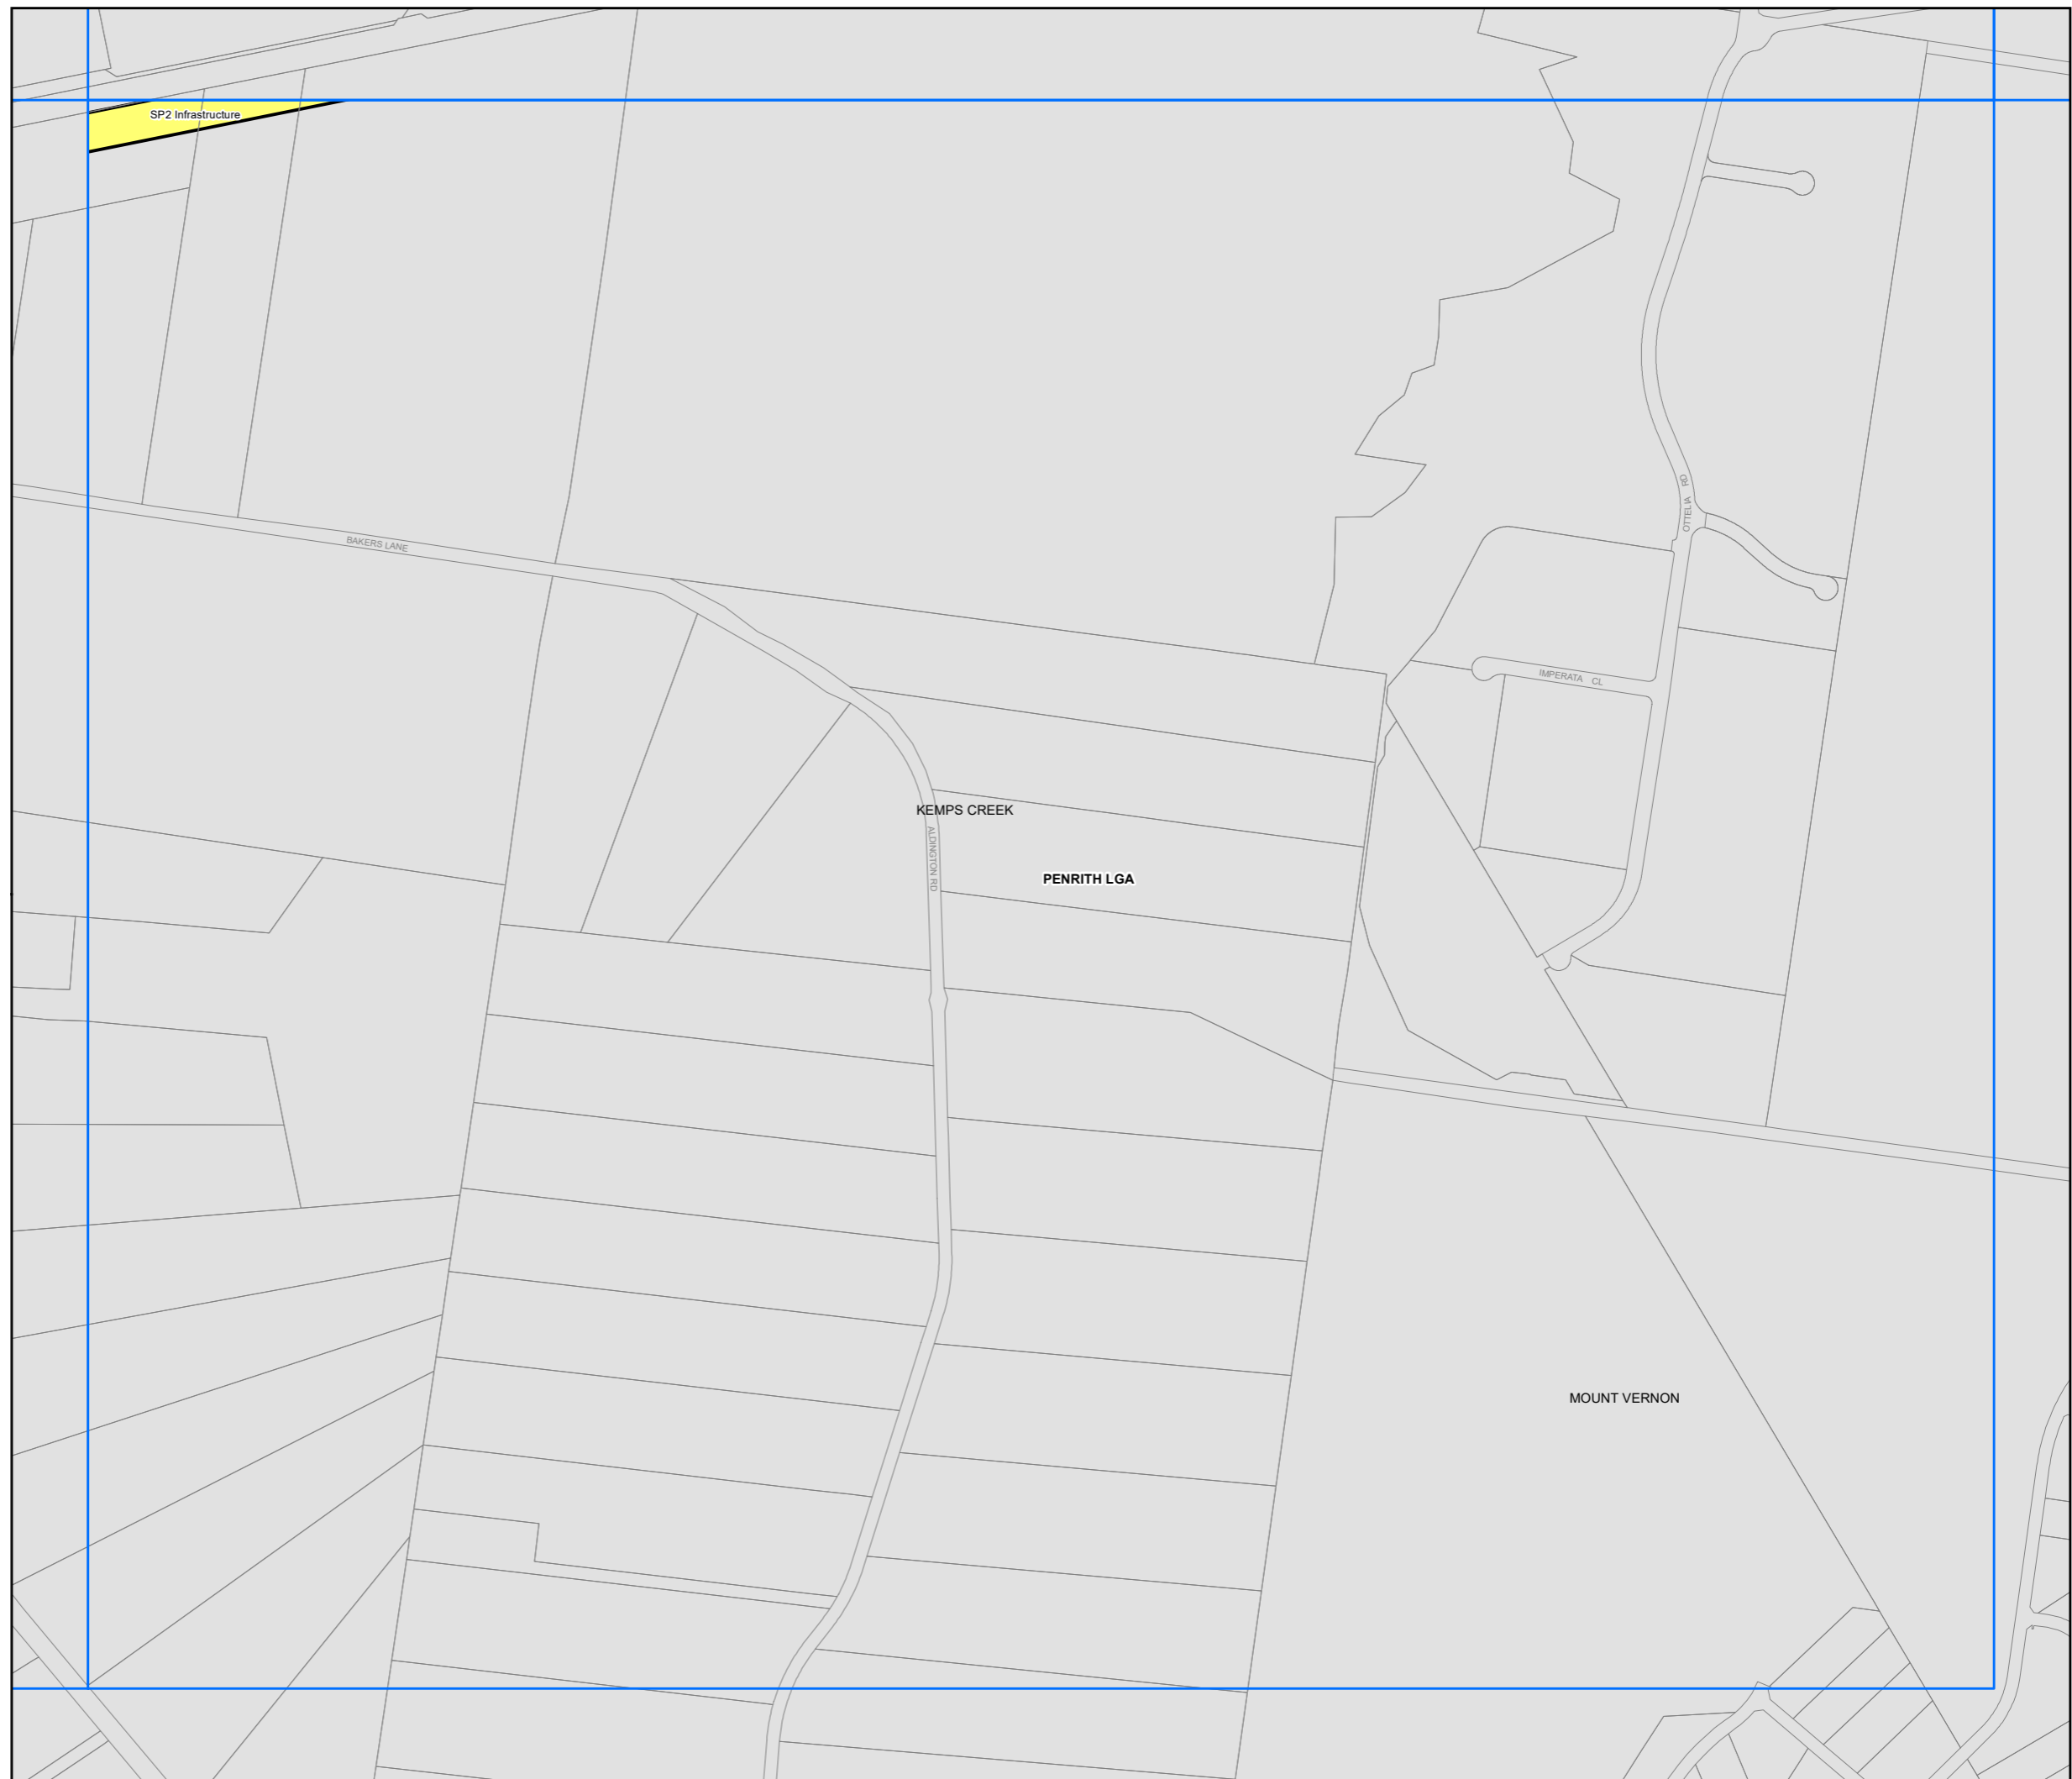 SP2 Infrastructure
OTTELIA RD
BAKERS LANE
IMPERATA CL
KEMPS CREEK
ALDINGTON RD
PENRITH LGA
MOUNT VERNON